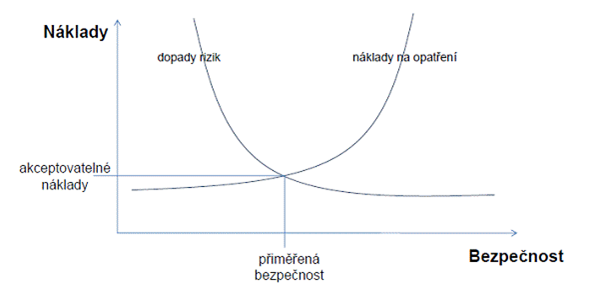 Náklady
dopady rizik
náklady na opatření
akceptovatelné
náklady
přiměřená
bezpečnost
Bezpečnost